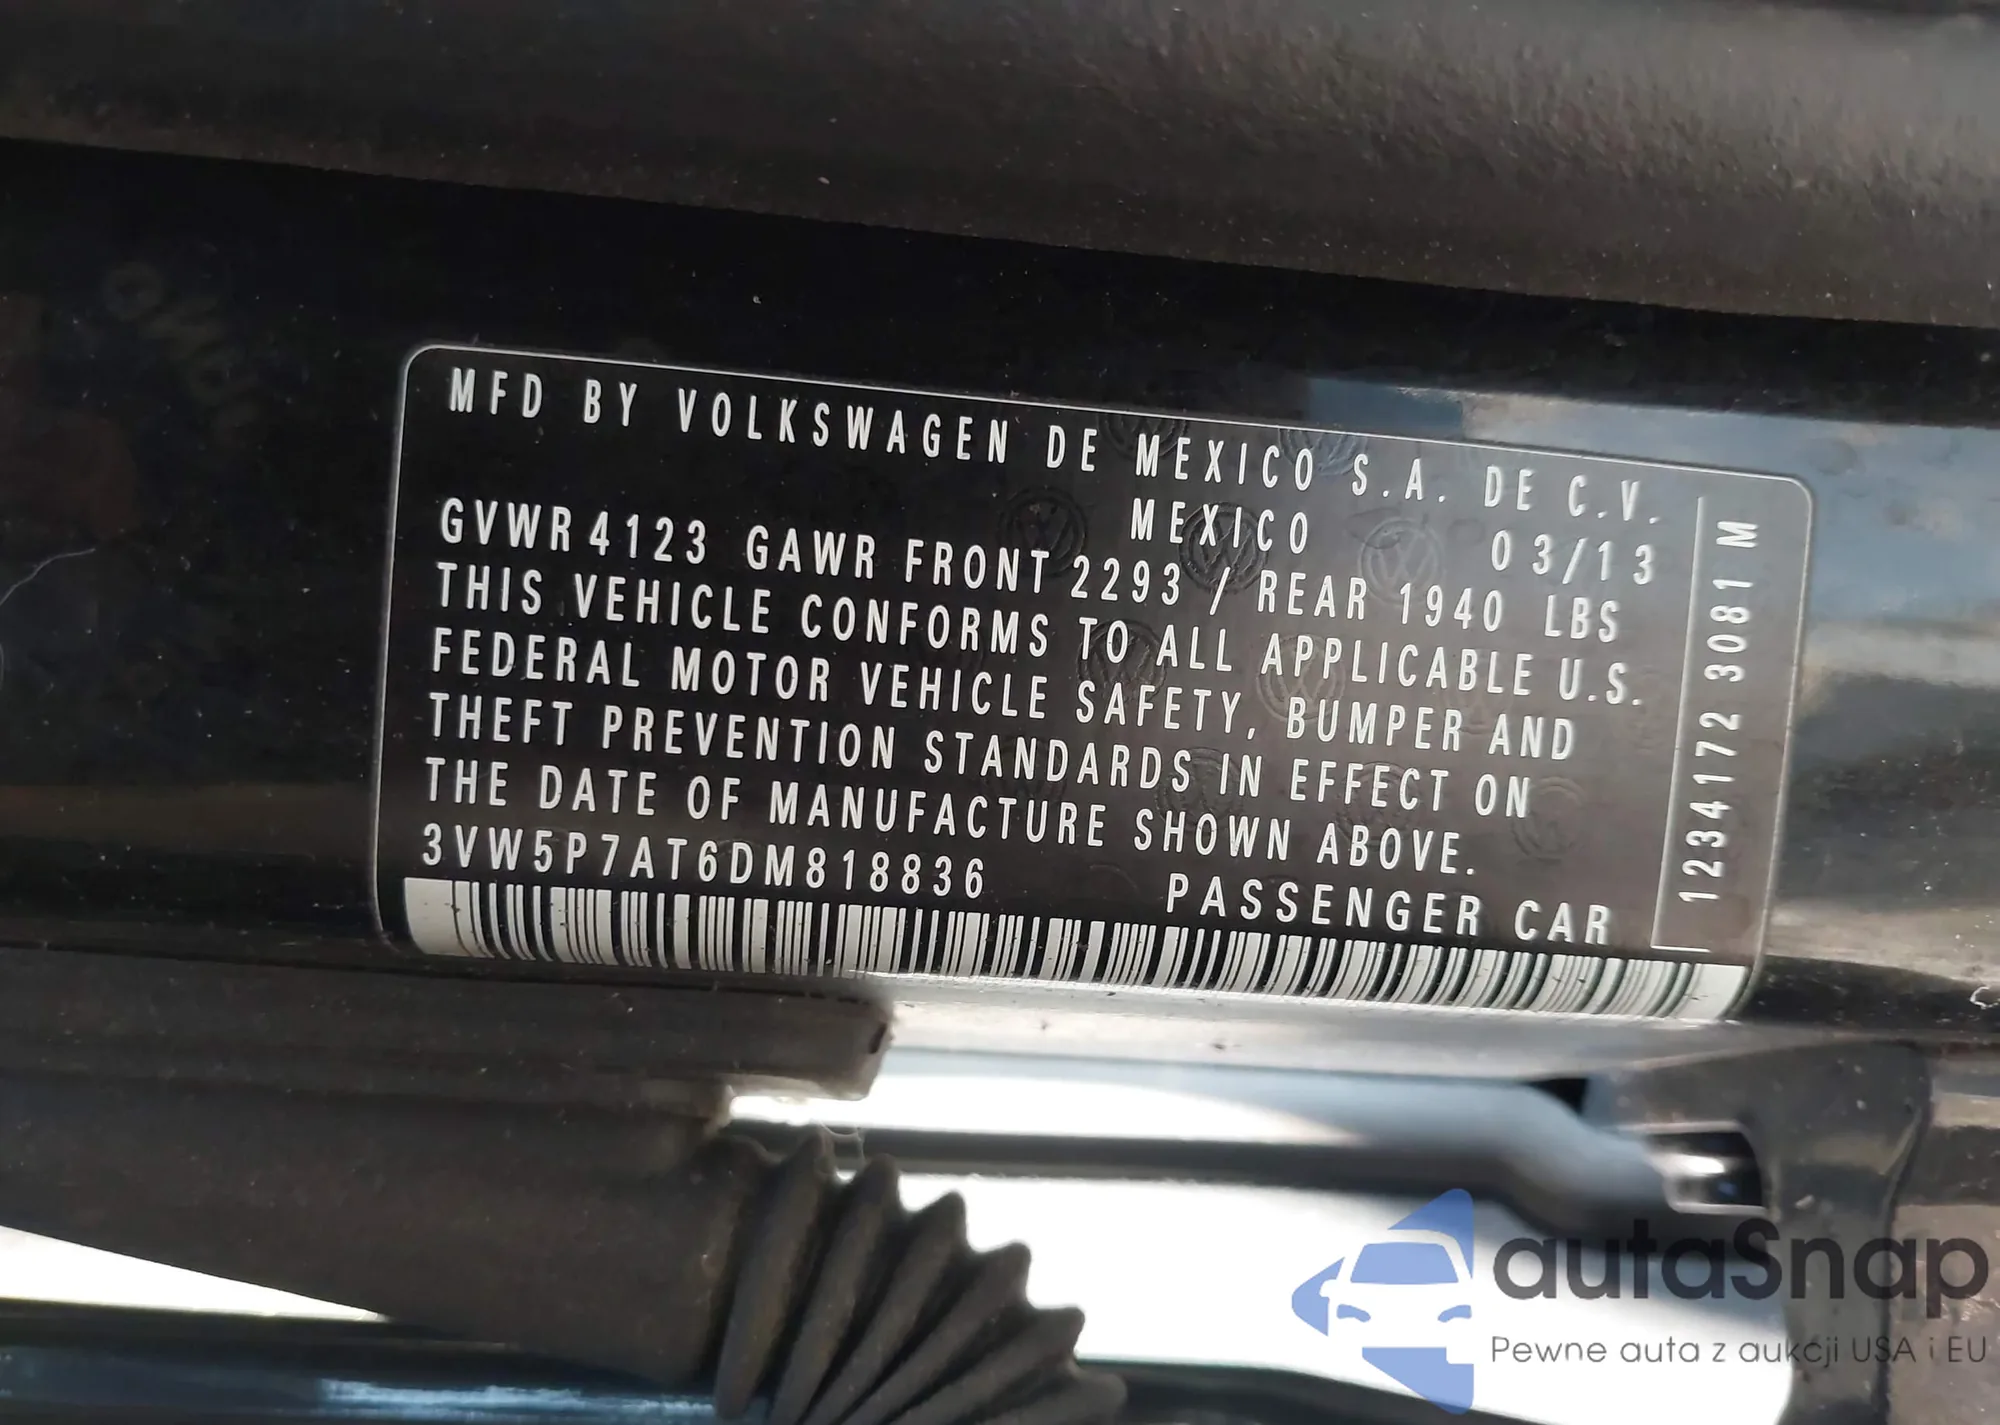 MFD BY VOLKSWAGEN DE MEXICO S.A. DE C.V.
MEXICO 03/13
GVWR 4123 GAWR FRONT 2293 / REAR 1940 LBS
THIS VEHICLE CONFORMS TO ALL APPLICABLE U.S.
FEDERAL MOTOR VEHICLE SAFETY, BUMPER AND
THEFT PREVENTION STANDARDS IN EFFECT ON
THE DATE OF MANUFACTURE SHOWN ABOVE.
3VW5P7AT6DM818836 PASSENGER CAR
1234172 3081 M
autaSnap
Pewne auta z aukcji USA i EU